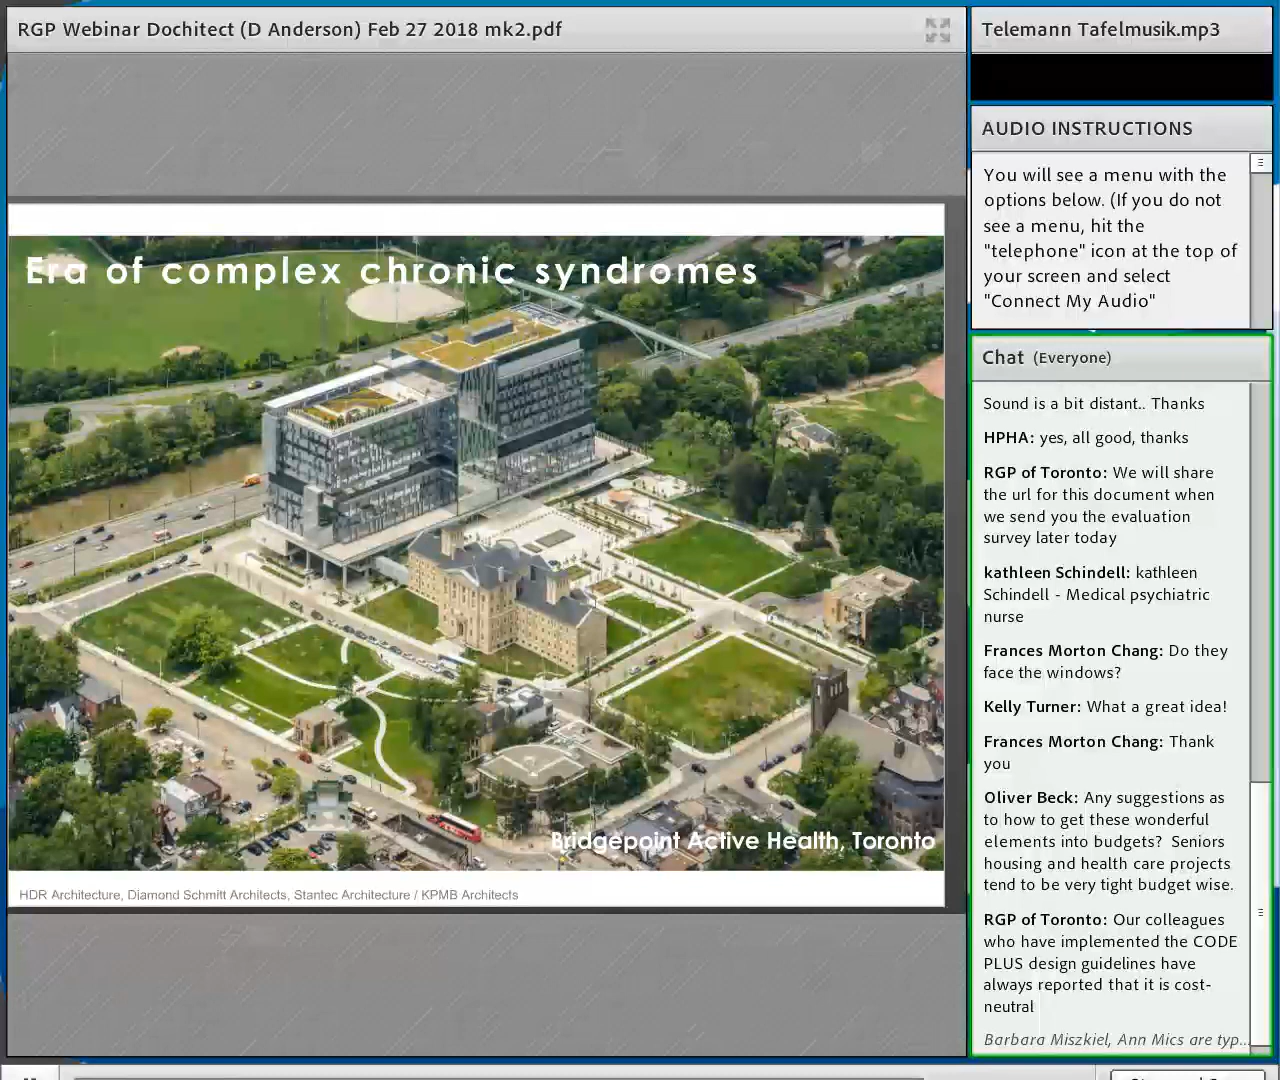 RGP Webinar Dochitect (D Anderson) Feb 27 2018 mk2.pdf
Era of complex chronic syndromes
Bridgepoint Active Health, Toronto
HDR Architecture, Diamond Schmitt Architects, Stantec Architecture / KPMB Architects
Telemann Tafelmusik.mp3
AUDIO INSTRUCTIONS
You will see a menu with the
options below. (If you do not
see a menu, hit the
"telephone" icon at the top of
your screen and select
"Connect My Audio"
Chat (Everyone)
Sound is a bit distant.. Thanks
HPHA: yes, all good, thanks
RGP of Toronto: We will share
the url for this document when
we send you the evaluation
survey later today
kathleen Schindell: kathleen
Schindell - Medical psychiatric
nurse
Frances Morton Chang: Do they
face the windows?
Kelly Turner: What a great idea!
Frances Morton Chang: Thank
you
Oliver Beck: Any suggestions as
to how to get these wonderful
elements into budgets? Seniors
housing and health care projects
tend to be very tight budget wise.
RGP of Toronto: Our colleagues
who have implemented the CODE
PLUS design guidelines have
always reported that it is cost-
neutral
Barbara Miszkiel, Ann Mics are typ...